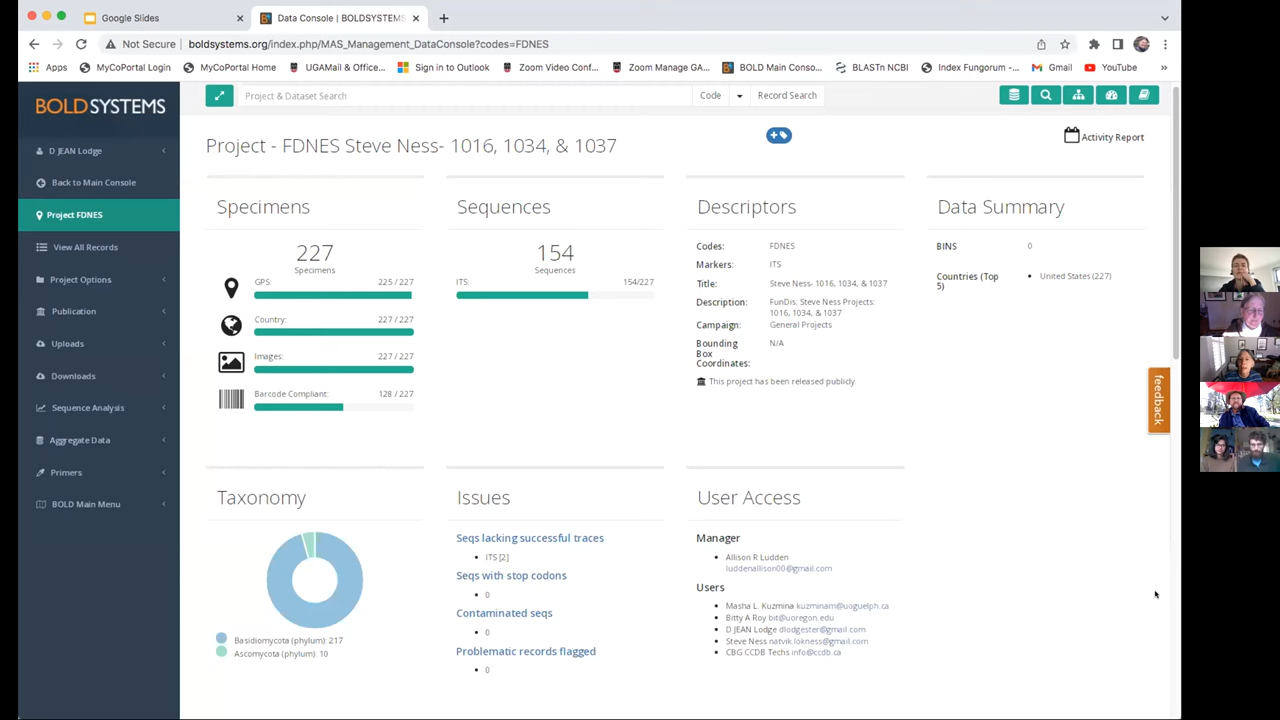 Google Slides
Data Console | BOLDSYSTEMS
Not Secure boldsystems.org/index.php/MAS_Management_DataConsole?codes=FDNES
Apps MyCoPortal Login MyCoPortal Home UGAMail & Office... Sign in to Outlook Zoom Video Conf... Zoom Manage GA... BOLD Main Conso... BLASTn NCBI Index Fungorum -... Gmail YouTube
BOLDSYSTEMS
D JEAN Lodge
Back to Main Console
Project FDNES
View All Records
Project Options
Publication
Uploads
Downloads
Sequence Analysis
Aggregate Data
Primers
BOLD Main Menu
Project & Dataset Search Code Record Search
Project - FDNES Steve Ness- 1016, 1034, & 1037
Activity Report
Specimens
227
Specimens
GPS: 225 / 227
Country: 227 / 227
Images: 227 / 227
Barcode Compliant: 128 / 227
Sequences
154
Sequences
ITS: 154/227
Descriptors
Codes: FDNES
Markers: ITS
Title: Steve Ness- 1016, 1034, & 1037
Description: FunDis: Steve Ness Projects:
1016, 1034, & 1037
Campaign: General Projects
Bounding N/A
Box
Coordinates:
This project has been released publicly.
Data Summary
BINS 0
Countries (Top United States (227)
5)
feedback
Taxonomy
Basidiomycota (phylum): 217
Ascomycota (phylum): 10
Issues
Seqs lacking successful traces
ITS [2]
Seqs with stop codons
0
Contaminated seqs
0
Problematic records flagged
0
User Access
Manager
Allison R Ludden
luddenallison00@gmail.com
Users
Masha L. Kuzmina kuzminam@uoguelph.ca
Bitty A Roy bit@uoregon.edu
D JEAN Lodge dlodgester@gmail.com
Steve Ness natvik.lokness@gmail.com
CBG CCDB Techs info@ccdb.ca